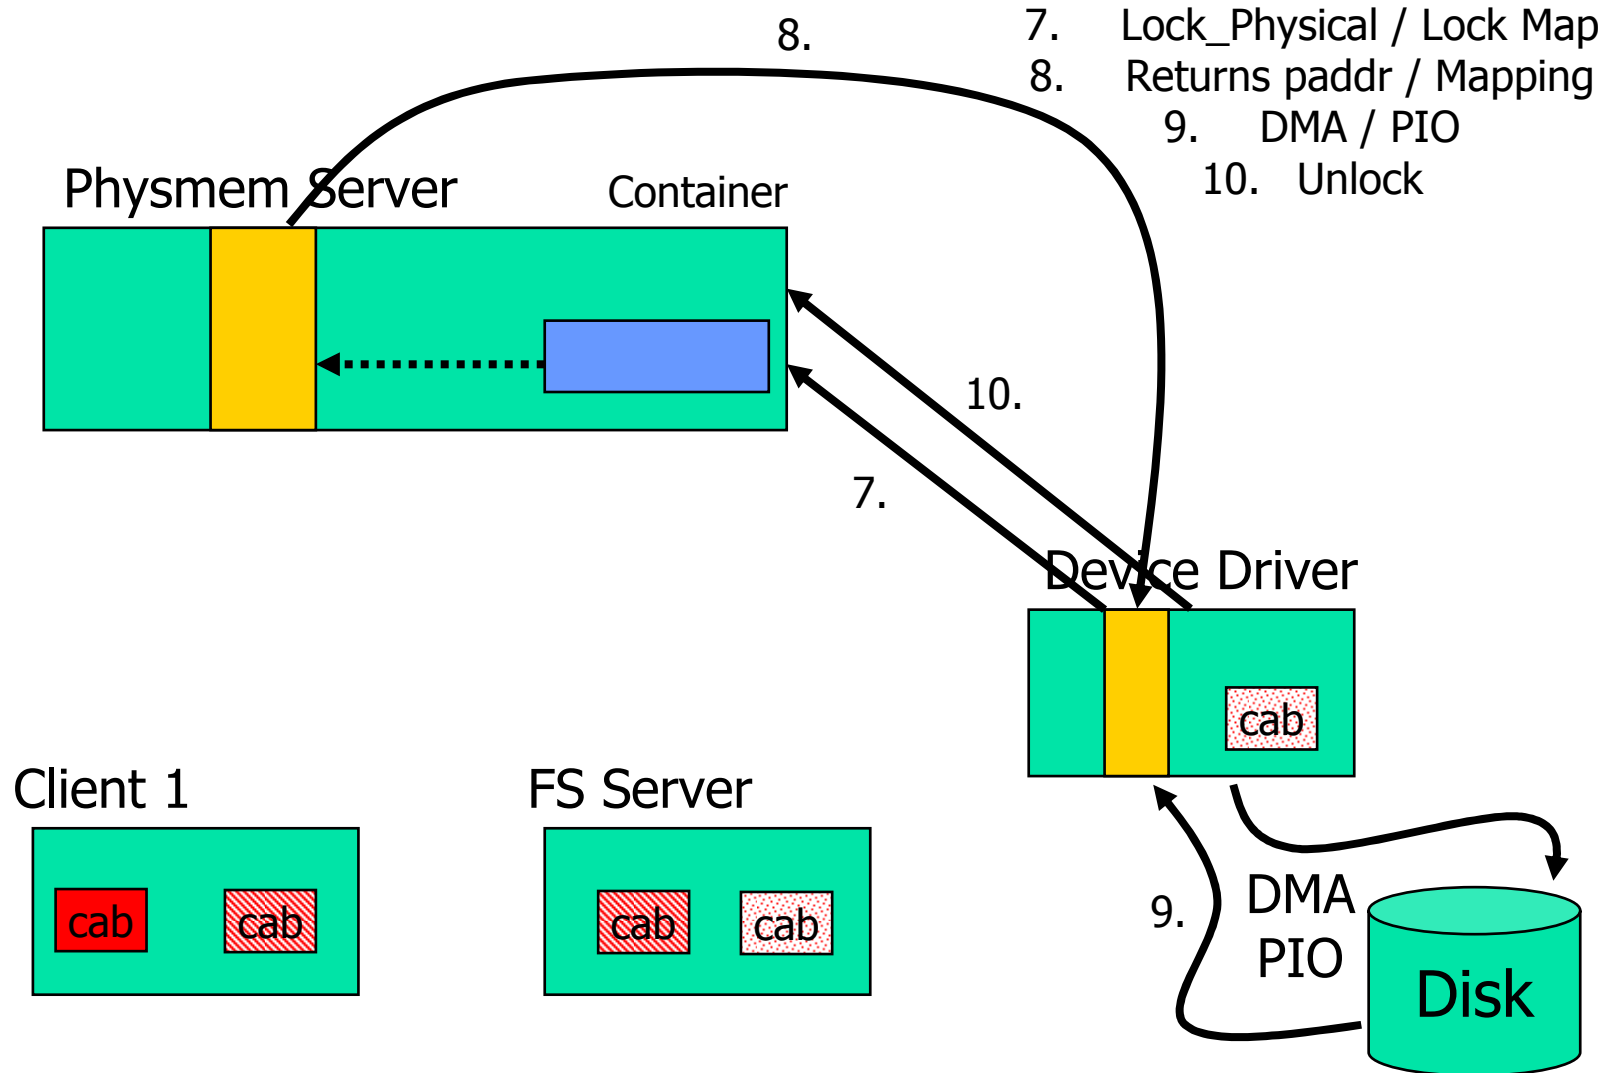 8.
7. Lock_Physical / Lock Map
8. Returns paddr / Mapping
9. DMA / PIO
10. Unlock
Physmem Server
Container
10.
7.
Device Driver
cab
Client 1
FS Server
cab
cab
cab
cab
9.
DMA
PIO
Disk